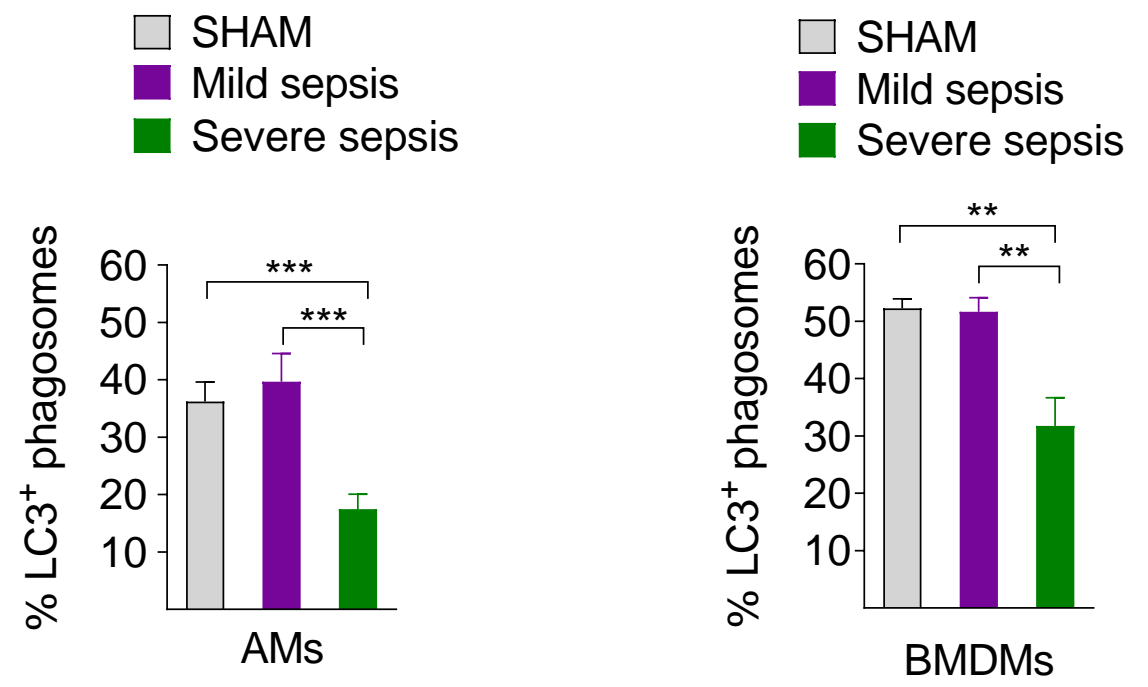 SHAM
Mild sepsis
Severe sepsis
% LC3⁺ phagosomes
60
50
40
30
20
10
***
***
AMs
SHAM
Mild sepsis
Severe sepsis
% LC3⁺ phagosomes
60
50
40
30
20
10
**
**
BMDMs